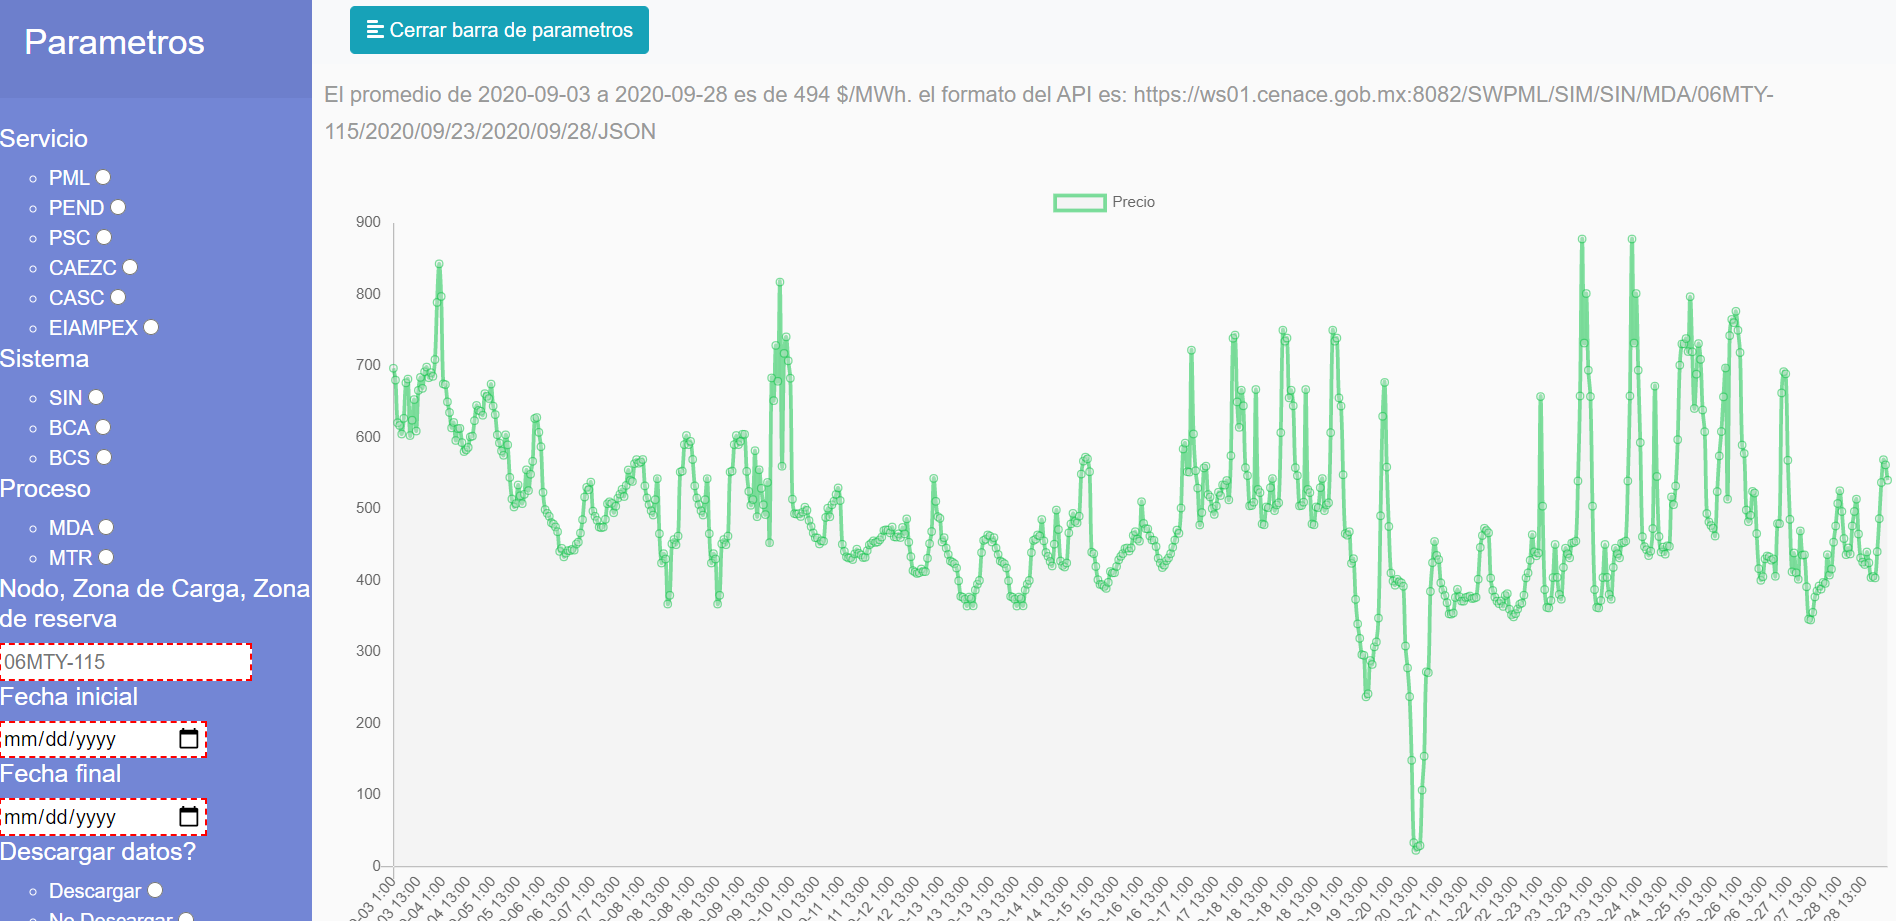 Parametros
Cerrar barra de parametros
El promedio de 2020-09-03 a 2020-09-28 es de 494 $/MWh. el formato del API es: https://ws01.cenace.gob.mx:8082/SWPML/SIM/SIN/MDA/06MTY-
115/2020/09/23/2020/09/28/JSON
Servicio
PML
PEND
PSC
CAEZC
CASC
EIAMPEX
Sistema
SIN
BCA
BCS
Proceso
MDA
MTR
Nodo, Zona de Carga, Zona
de reserva
06MTY-115
Fecha inicial
mm/dd/yyyy
Fecha final
mm/dd/yyyy
Descargar datos?
Descargar
No Descargar
Precio
900
800
700
600
500
400
300
200
100
0
-03 1:00
03 13:00
-04 1:00
04 13:00
-05 1:00
05 13:00
-06 1:00
06 13:00
-07 1:00
07 13:00
-08 1:00
08 13:00
-08 1:00
08 13:00
-09 1:00
09 13:00
-10 1:00
10 13:00
-11 1:00
11 13:00
-12 1:00
12 13:00
-13 1:00
13 13:00
-13 1:00
13 13:00
-14 1:00
14 13:00
-15 1:00
15 13:00
-16 1:00
16 13:00
-17 1:00
17 13:00
-18 1:00
18 13:00
-18 1:00
18 13:00
-19 1:00
19 13:00
-20 1:00
20 13:00
-21 1:00
21 13:00
-22 1:00
22 13:00
-23 1:00
23 13:00
-23 1:00
23 13:00
-24 1:00
24 13:00
-25 1:00
25 13:00
-26 1:00
26 13:00
-27 1:00
27 13:00
-28 1:00
28 13:00